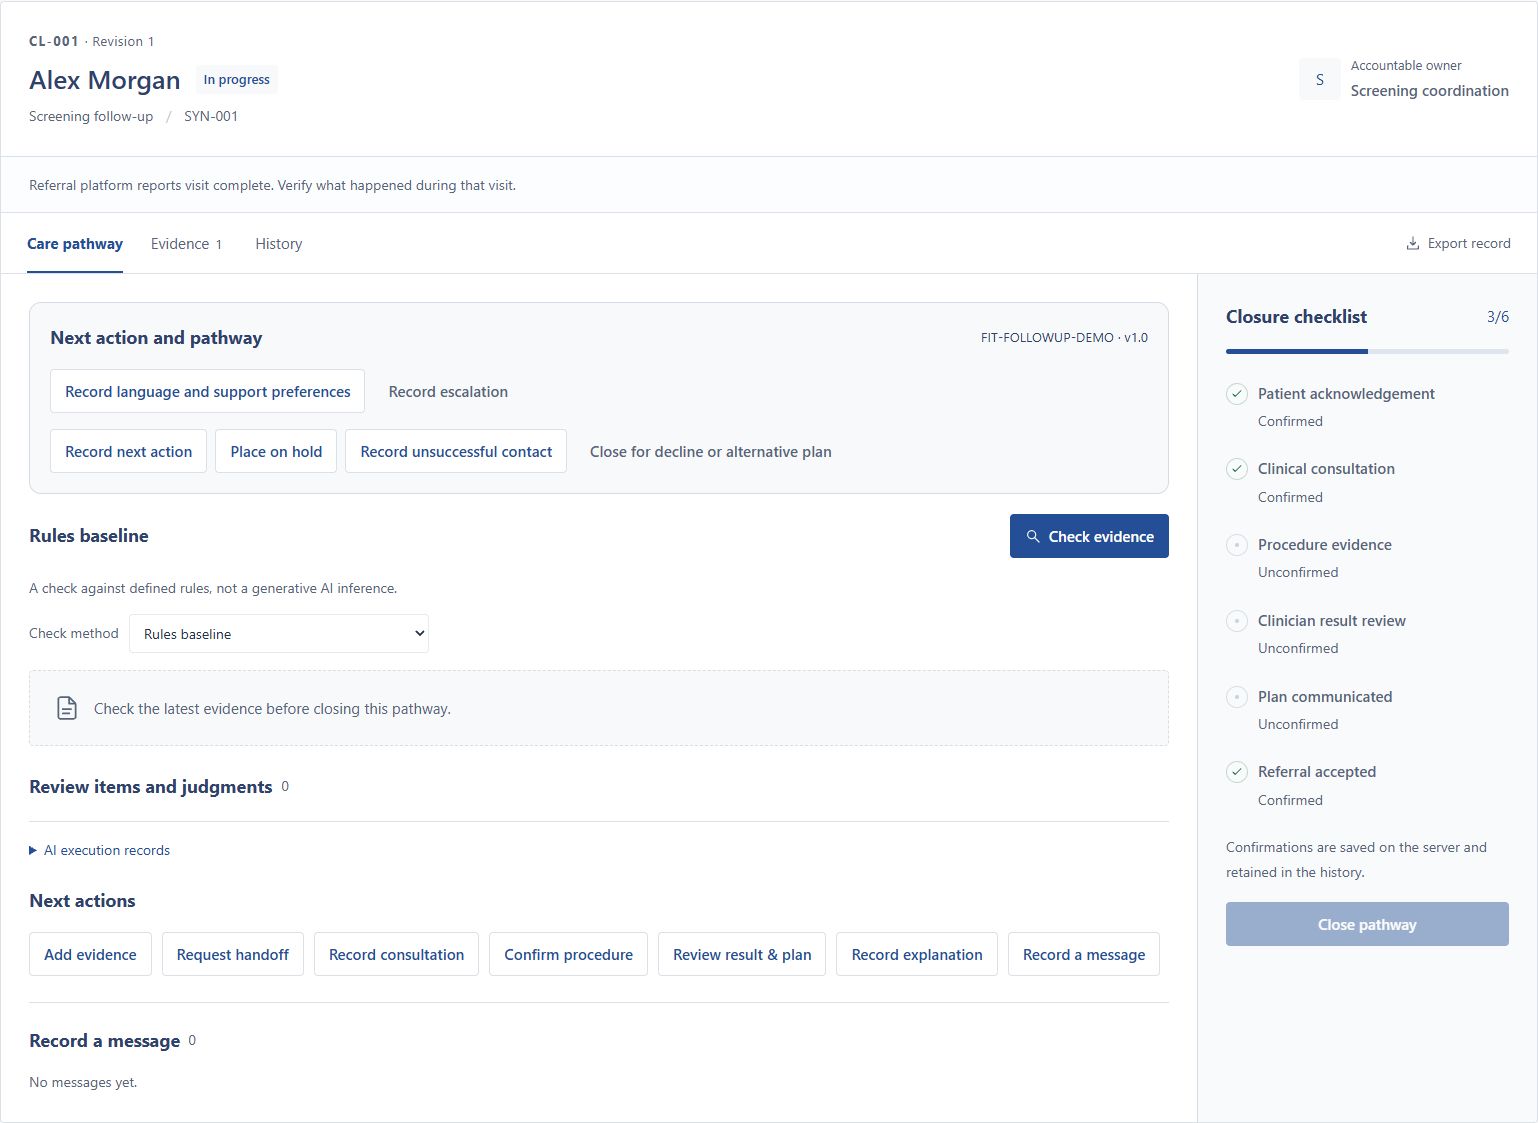 CL-001 · Revision 1
Alex Morgan In progress
Screening follow-up / SYN-001
S
Accountable owner
Screening coordination
Referral platform reports visit complete. Verify what happened during that visit.
Care pathway Evidence 1 History Export record
Next action and pathway FIT-FOLLOWUP-DEMO · v1.0
Record language and support preferences Record escalation
Record next action Place on hold Record unsuccessful contact Close for decline or alternative plan
Rules baseline Check evidence
A check against defined rules, not a generative AI inference.
Check method Rules baseline
Check the latest evidence before closing this pathway.
Review items and judgments 0
AI execution records
Next actions
Add evidence Request handoff Record consultation Confirm procedure Review result & plan Record explanation Record a message
Record a message 0
No messages yet.
Closure checklist 3/6
Patient acknowledgement
Confirmed
Clinical consultation
Confirmed
Procedure evidence
Unconfirmed
Clinician result review
Unconfirmed
Plan communicated
Unconfirmed
Referral accepted
Confirmed
Confirmations are saved on the server and
retained in the history.
Close pathway